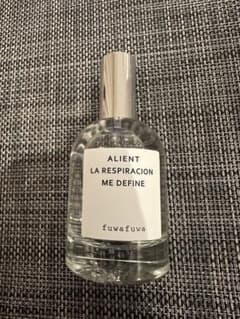 ALIENT
LA RESPIRACION
ME DEFINE
fuwafuwa